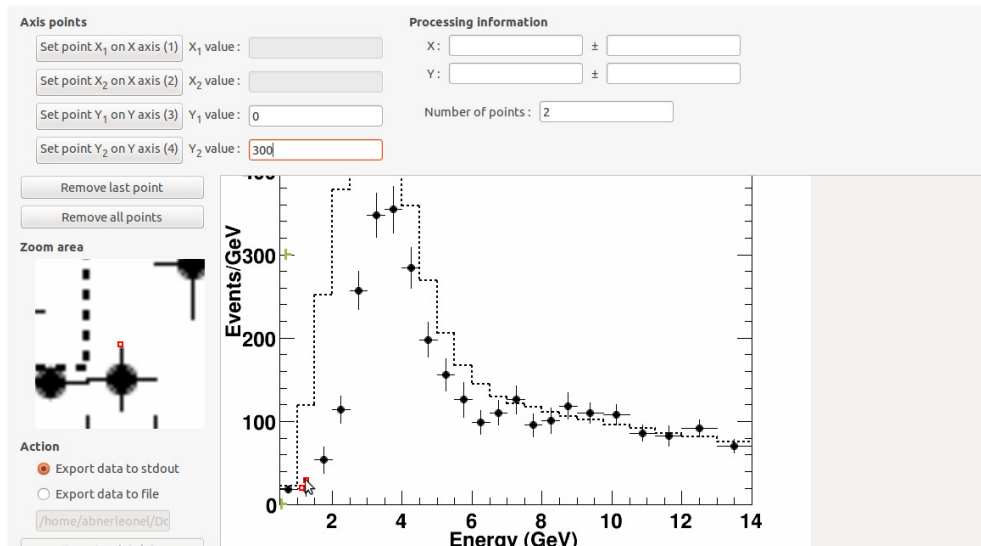 Axis points
Set point X1 on X axis (1) X1 value :
Set point X2 on X axis (2) X2 value :
Set point Y1 on Y axis (3) Y1 value : 0
Set point Y2 on Y axis (4) Y2 value : 300
Processing information
X : ±
Y : ±
Number of points : 2
Remove last point
Remove all points
Zoom area
Action
Export data to stdout
Export data to file
/home/abnerleonel/Dc
Events/GeV
300
200
100
0
2 4 6 8 10 12 14
Energy (GeV)